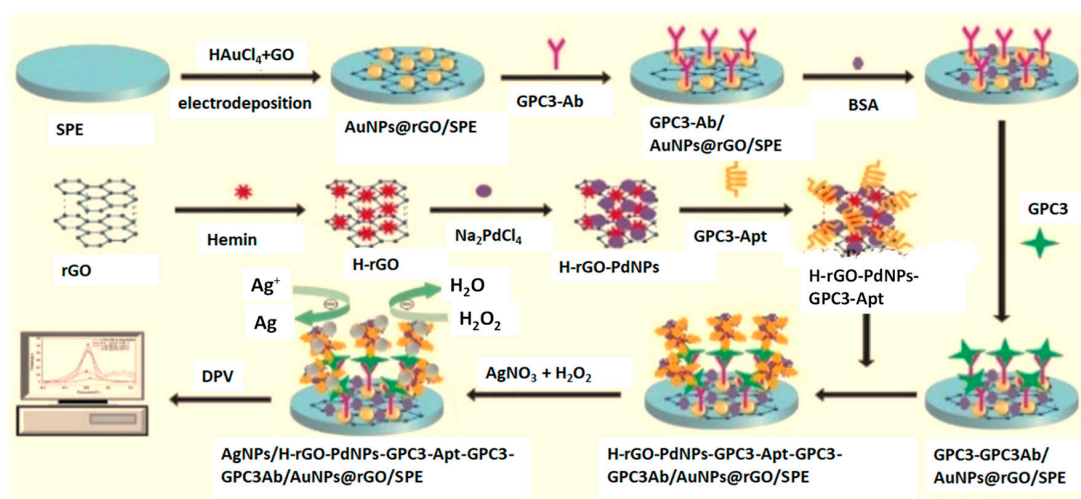 HAuCl₄+GO
electrodeposition
SPE
AuNPs@rGO/SPE
GPC3-Ab
GPC3-Ab/
AuNPs@rGO/SPE
BSA
GPC3
rGO
Hemin
H-rGO
Na₂PdCl₄
H-rGO-PdNPs
GPC3-Apt
H-rGO-PdNPs-
GPC3-Apt
Ag⁺
Ag
H₂O
H₂O₂
DPV
AgNO₃ + H₂O₂
AgNPs/H-rGO-PdNPs-GPC3-Apt-GPC3-
GPC3Ab/AuNPs@rGO/SPE
H-rGO-PdNPs-GPC3-Apt-GPC3-
GPC3Ab/AuNPs@rGO/SPE
GPC3-GPC3Ab/
AuNPs@rGO/SPE